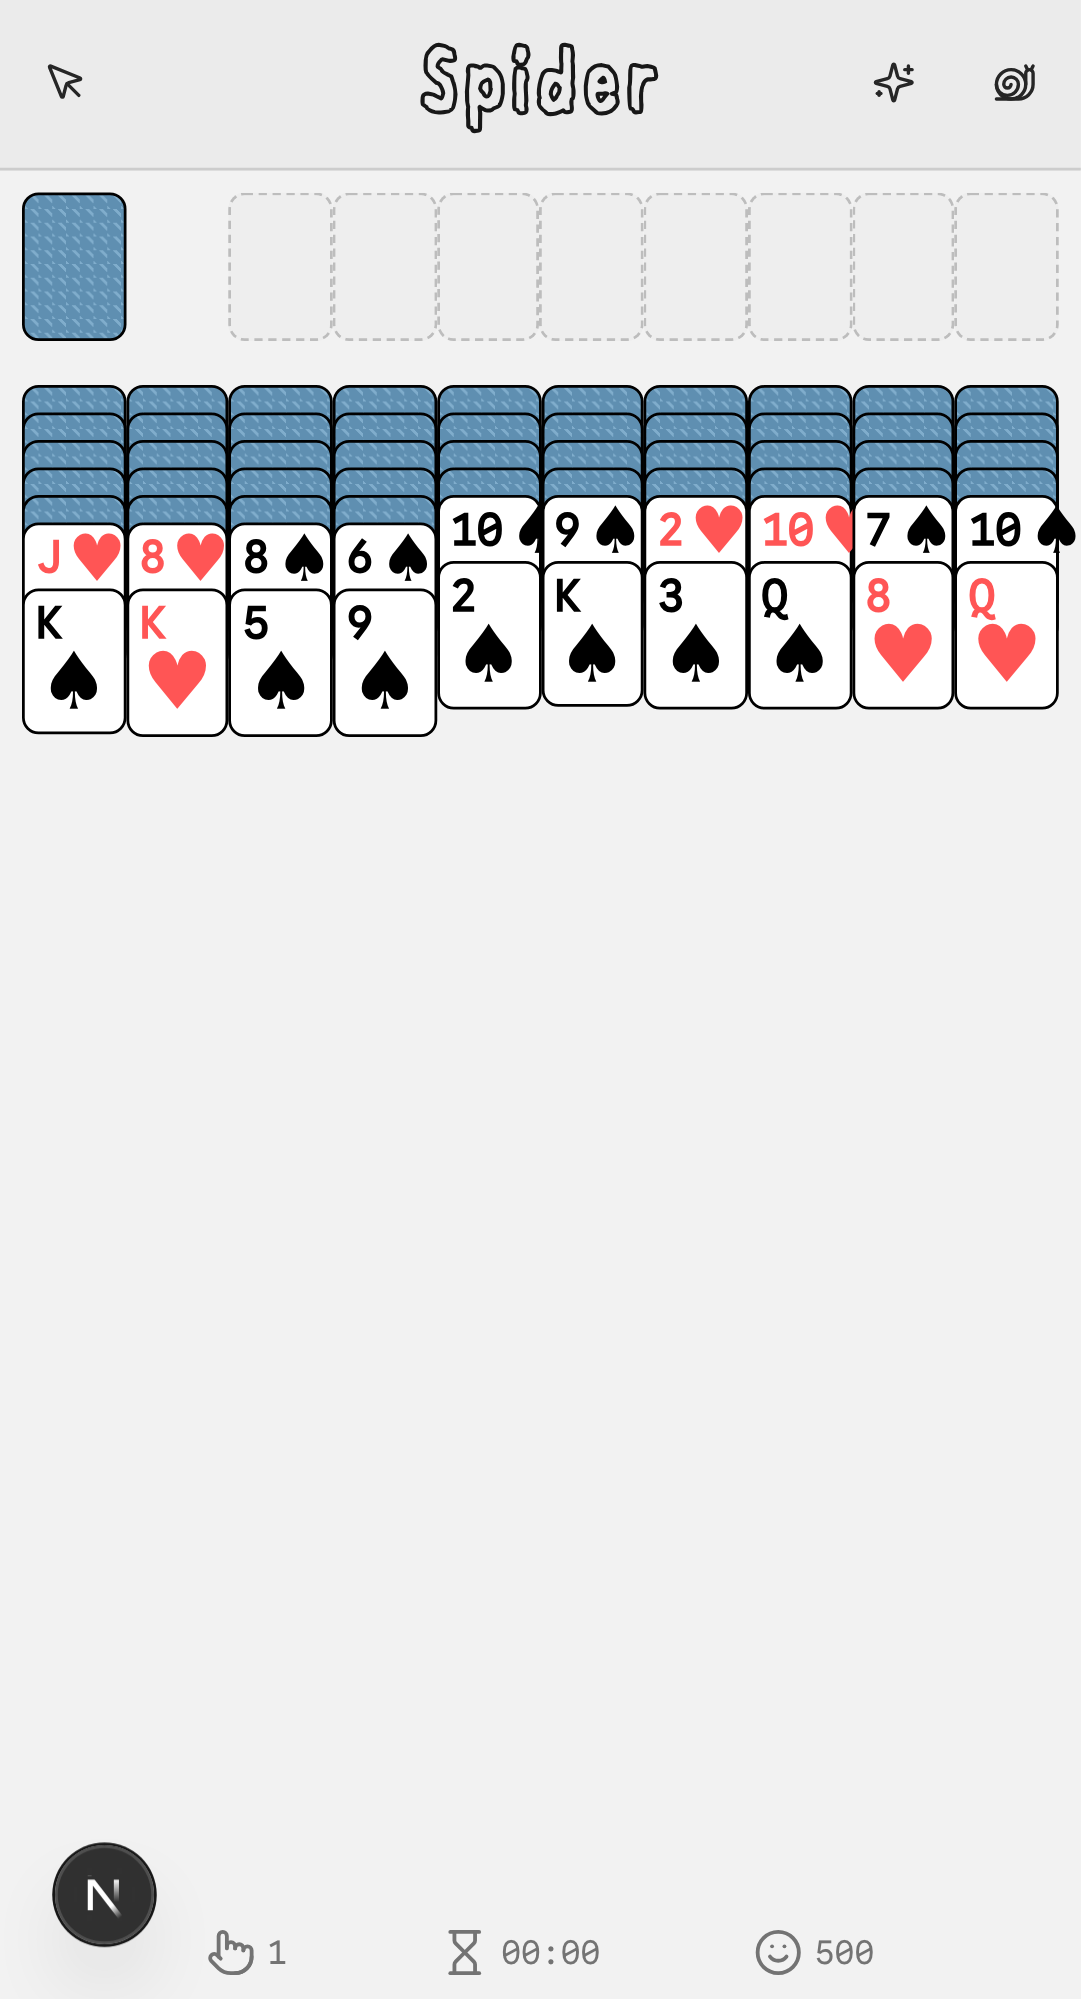 Spider
J♥ 8♥ 8♠ 6♠ 10♠ 9♠ 2♥ 10♥ 7♠ 10♠
K♠ K♥ 5♠ 9♠ 2♠ K♠ 3♠ Q♠ 8♥ Q♥
N
1 00:00 500